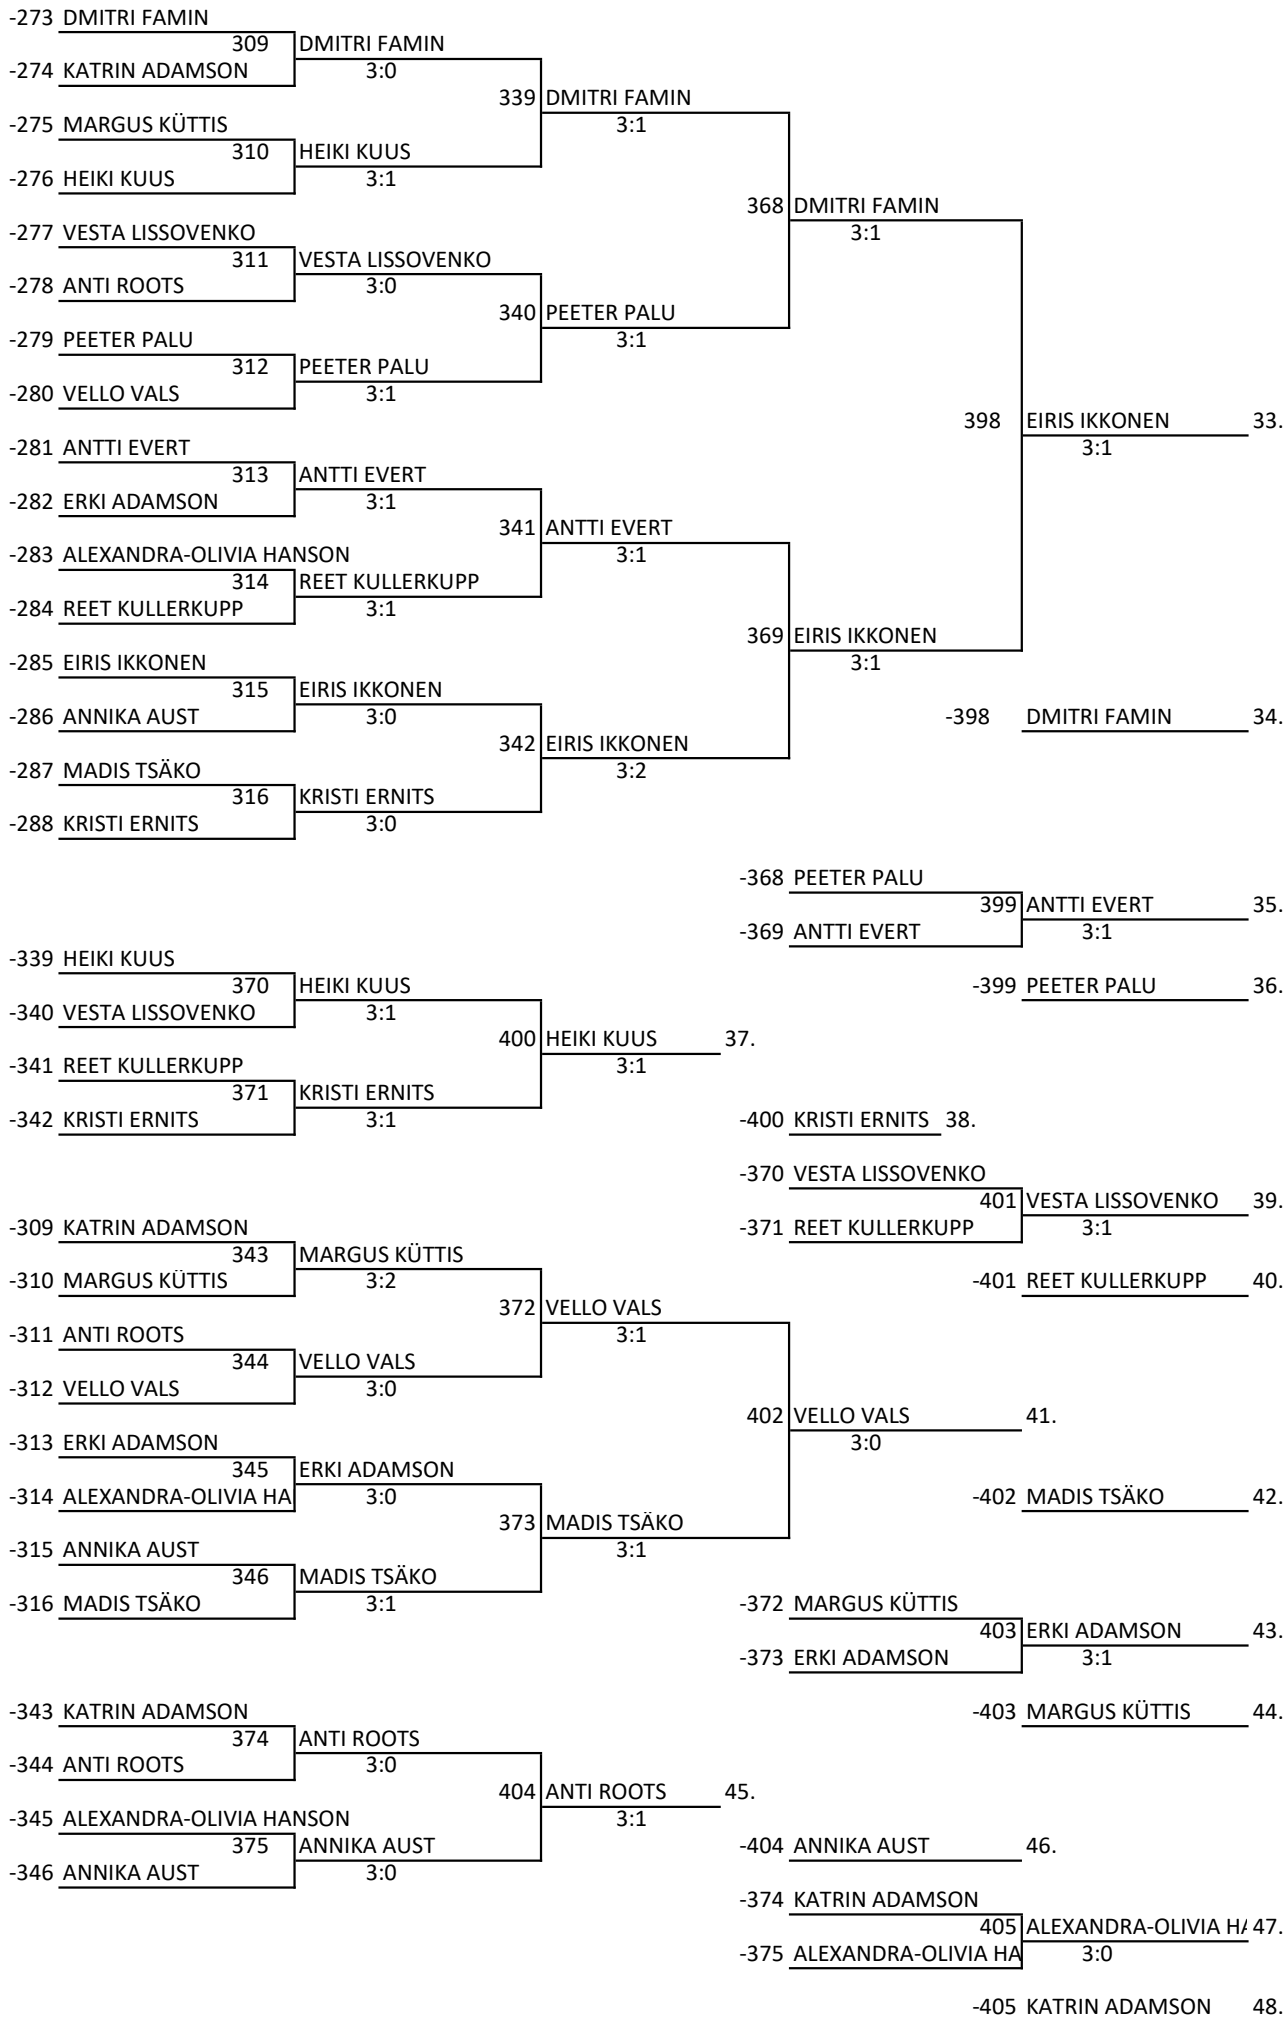 -273 DMITRI FAMIN
309 DMITRI FAMIN
-274 KATRIN ADAMSON 3:0
339 DMITRI FAMIN
-275 MARGUS KÜTTIS 3:1
310 HEIKI KUUS
-276 HEIKI KUUS 3:1
368 DMITRI FAMIN
-277 VESTA LISSOVENKO 3:1
311 VESTA LISSOVENKO
-278 ANTI ROOTS 3:0
340 PEETER PALU
-279 PEETER PALU 3:1
312 PEETER PALU
-280 VELLO VALS 3:1
398 EIRIS IKKONEN 33.
-281 ANTTI EVERT 3:1
313 ANTTI EVERT
-282 ERKI ADAMSON 3:1
341 ANTTI EVERT
-283 ALEXANDRA-OLIVIA HANSON 3:1
314 REET KULLERKUPP
-284 REET KULLERKUPP 3:1
369 EIRIS IKKONEN
-285 EIRIS IKKONEN 3:1
315 EIRIS IKKONEN
-286 ANNIKA AUST 3:0 -398 DMITRI FAMIN 34.
342 EIRIS IKKONEN
-287 MADIS TSÄKO 3:2
316 KRISTI ERNITS
-288 KRISTI ERNITS 3:0
-368 PEETER PALU
399 ANTTI EVERT 35.
-369 ANTTI EVERT 3:1
-339 HEIKI KUUS
370 HEIKI KUUS -399 PEETER PALU 36.
-340 VESTA LISSOVENKO 3:1
400 HEIKI KUUS 37.
-341 REET KULLERKUPP 3:1
371 KRISTI ERNITS
-342 KRISTI ERNITS 3:1 -400 KRISTI ERNITS 38.
-370 VESTA LISSOVENKO
401 VESTA LISSOVENKO 39.
-309 KATRIN ADAMSON -371 REET KULLERKUPP 3:1
343 MARGUS KÜTTIS
-310 MARGUS KÜTTIS 3:2 -401 REET KULLERKUPP 40.
372 VELLO VALS
-311 ANTI ROOTS 3:1
344 VELLO VALS
-312 VELLO VALS 3:0
402 VELLO VALS 41.
-313 ERKI ADAMSON 3:0
345 ERKI ADAMSON
-314 ALEXANDRA-OLIVIA HA 3:0 -402 MADIS TSÄKO 42.
373 MADIS TSÄKO
-315 ANNIKA AUST 3:1
346 MADIS TSÄKO
-316 MADIS TSÄKO 3:1 -372 MARGUS KÜTTIS
403 ERKI ADAMSON 43.
-373 ERKI ADAMSON 3:1
-343 KATRIN ADAMSON -403 MARGUS KÜTTIS 44.
374 ANTI ROOTS
-344 ANTI ROOTS 3:0
404 ANTI ROOTS 45.
-345 ALEXANDRA-OLIVIA HANSON 3:1
375 ANNIKA AUST -404 ANNIKA AUST 46.
-346 ANNIKA AUST 3:0
-374 KATRIN ADAMSON
405 ALEXANDRA-OLIVIA HA 47.
-375 ALEXANDRA-OLIVIA HA 3:0
-405 KATRIN ADAMSON 48.